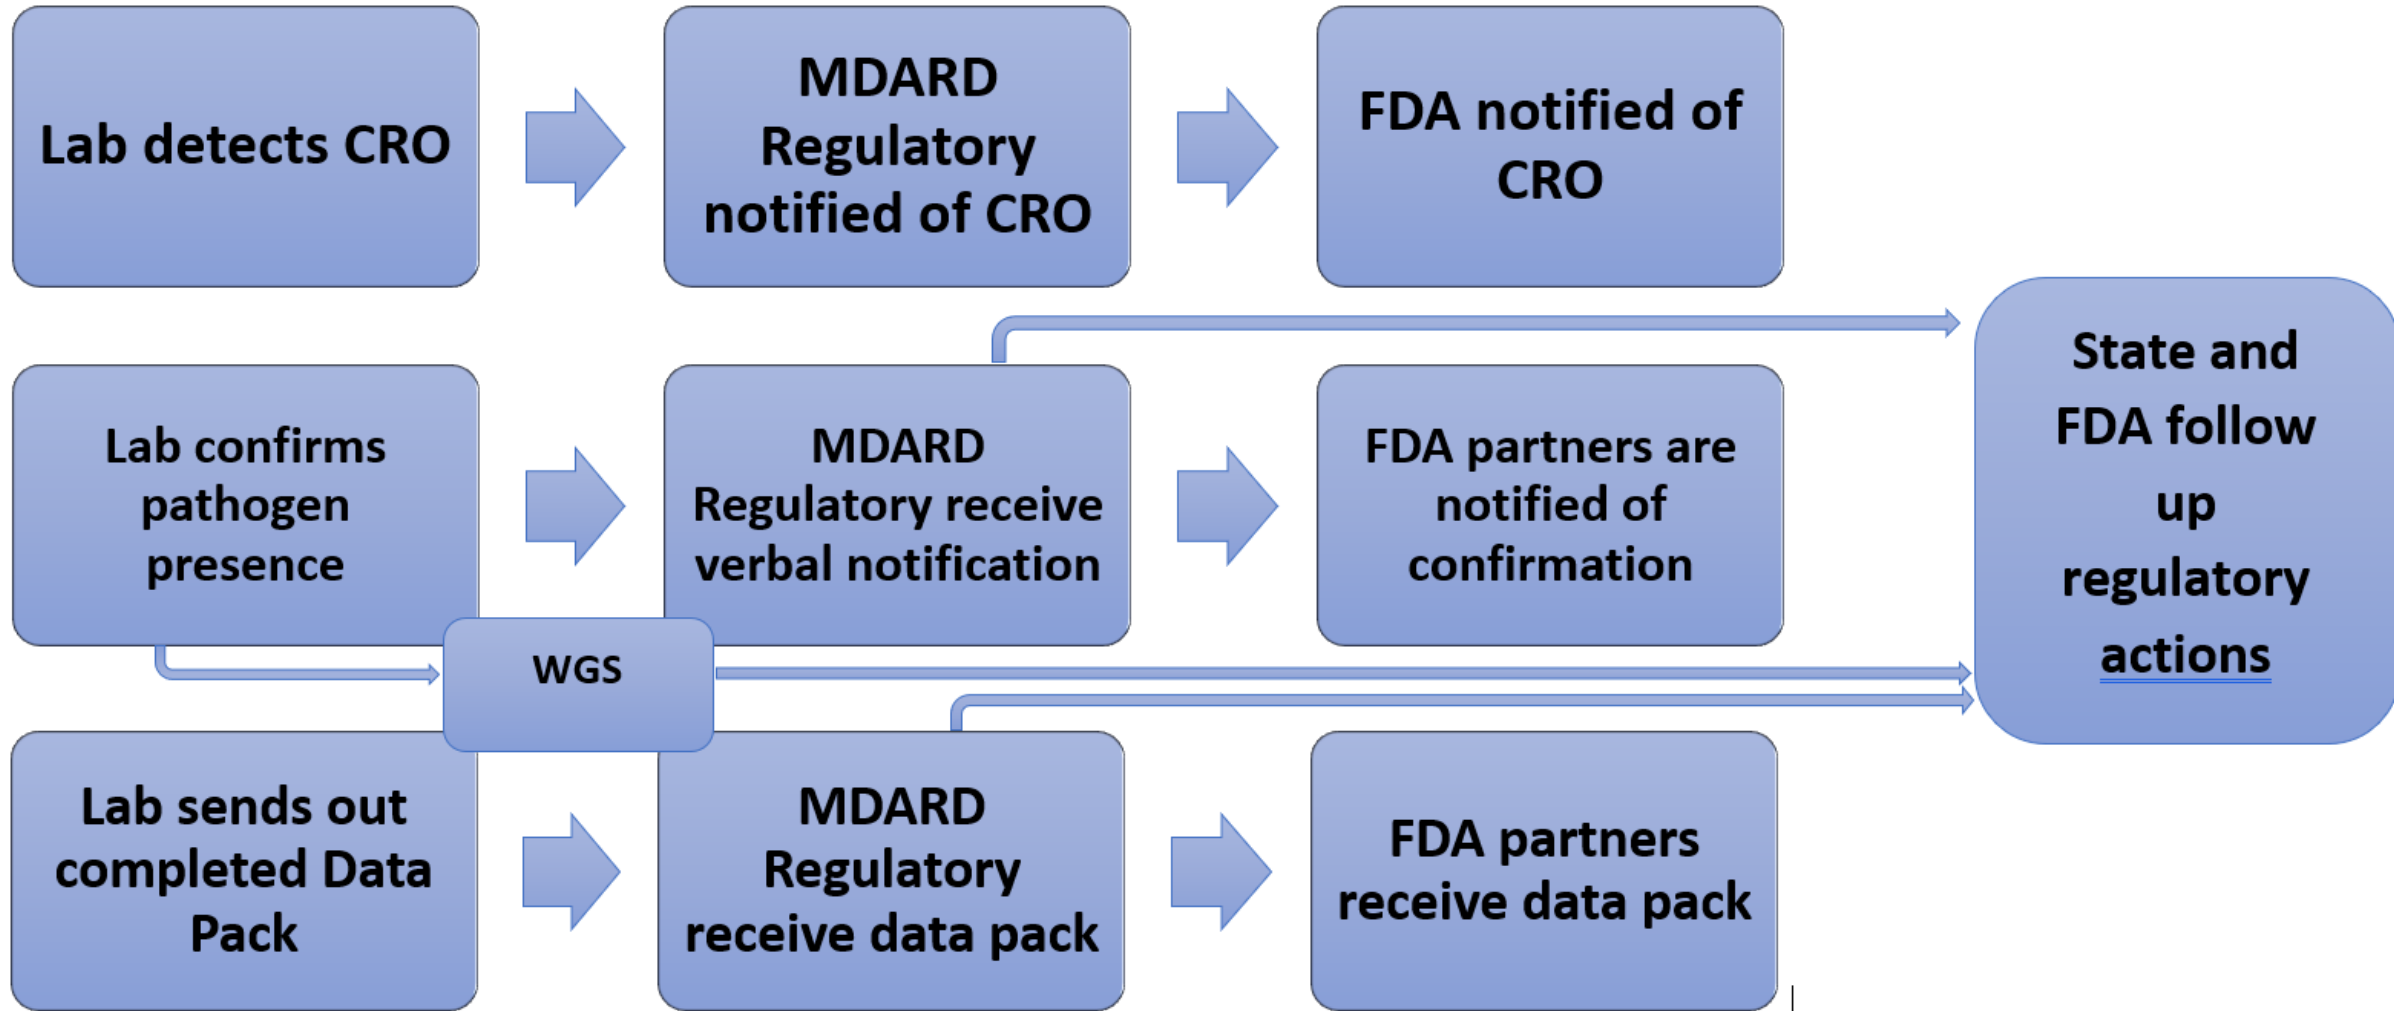 Lab detects CRO
MDARD
Regulatory
notified of CRO
FDA notified of
CRO
Lab confirms
pathogen
presence
MDARD
Regulatory receive
verbal notification
FDA partners are
notified of
confirmation
WGS
Lab sends out
completed Data
Pack
MDARD
Regulatory
receive data pack
FDA partners
receive data pack
State and
FDA follow
up
regulatory
actions